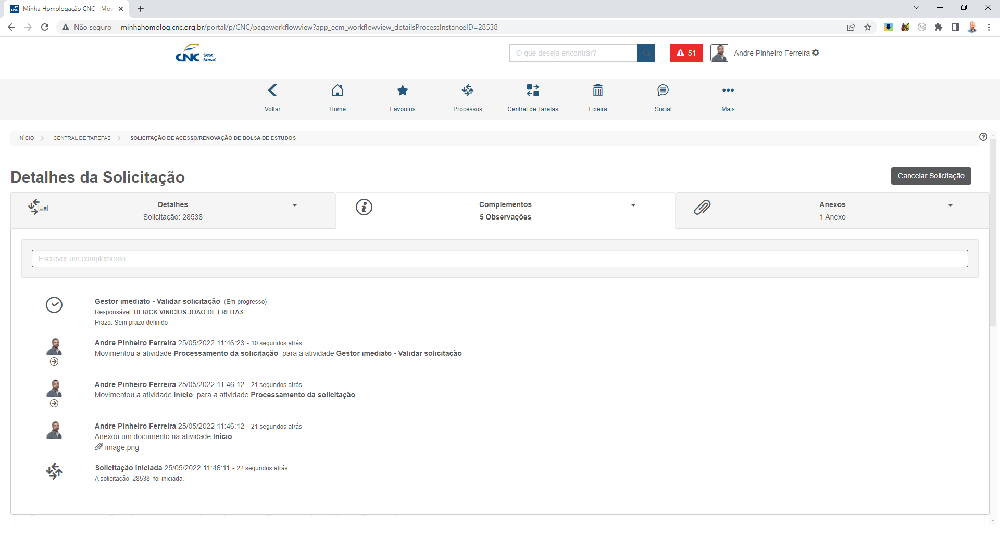 Minha Homologação CNC - Mov
Não seguro
minhahomolog.cnc.org.br/portal/p/CNC/pageworkflowview?app_ecm_workflowview_detailsProcessInstanceID=28538
CNC Sesc
Senac
O que deseja encontrar?
51
Andre Pinheiro Ferreira
Voltar
Home
Favoritos
Processos
Central de Tarefas
Lixeira
Social
Mais
INÍCIO
CENTRAL DE TAREFAS
SOLICITAÇÃO DE ACESSO/RENOVAÇÃO DE BOLSA DE ESTUDOS
Detalhes da Solicitação
Cancelar Solicitação
Detalhes
Solicitação: 28538
Complementos
5 Observações
Anexos
1 Anexo
Escrever um complemento...
Gestor imediato - Validar solicitação (Em progresso)
Responsável: HERICK VINICIUS JOAO DE FREITAS
Prazo: Sem prazo definido
Andre Pinheiro Ferreira 25/05/2022 11:46:23 - 10 segundos atrás
Movimentou a atividade Processamento da solicitação para a atividade Gestor imediato - Validar solicitação
Andre Pinheiro Ferreira 25/05/2022 11:46:12 - 21 segundos atrás
Movimentou a atividade Início para a atividade Processamento da solicitação
Andre Pinheiro Ferreira 25/05/2022 11:46:12 - 21 segundos atrás
Anexou um documento na atividade Início
image.png
Solicitação iniciada 25/05/2022 11:46:11 - 22 segundos atrás
A solicitação 28538 foi iniciada.